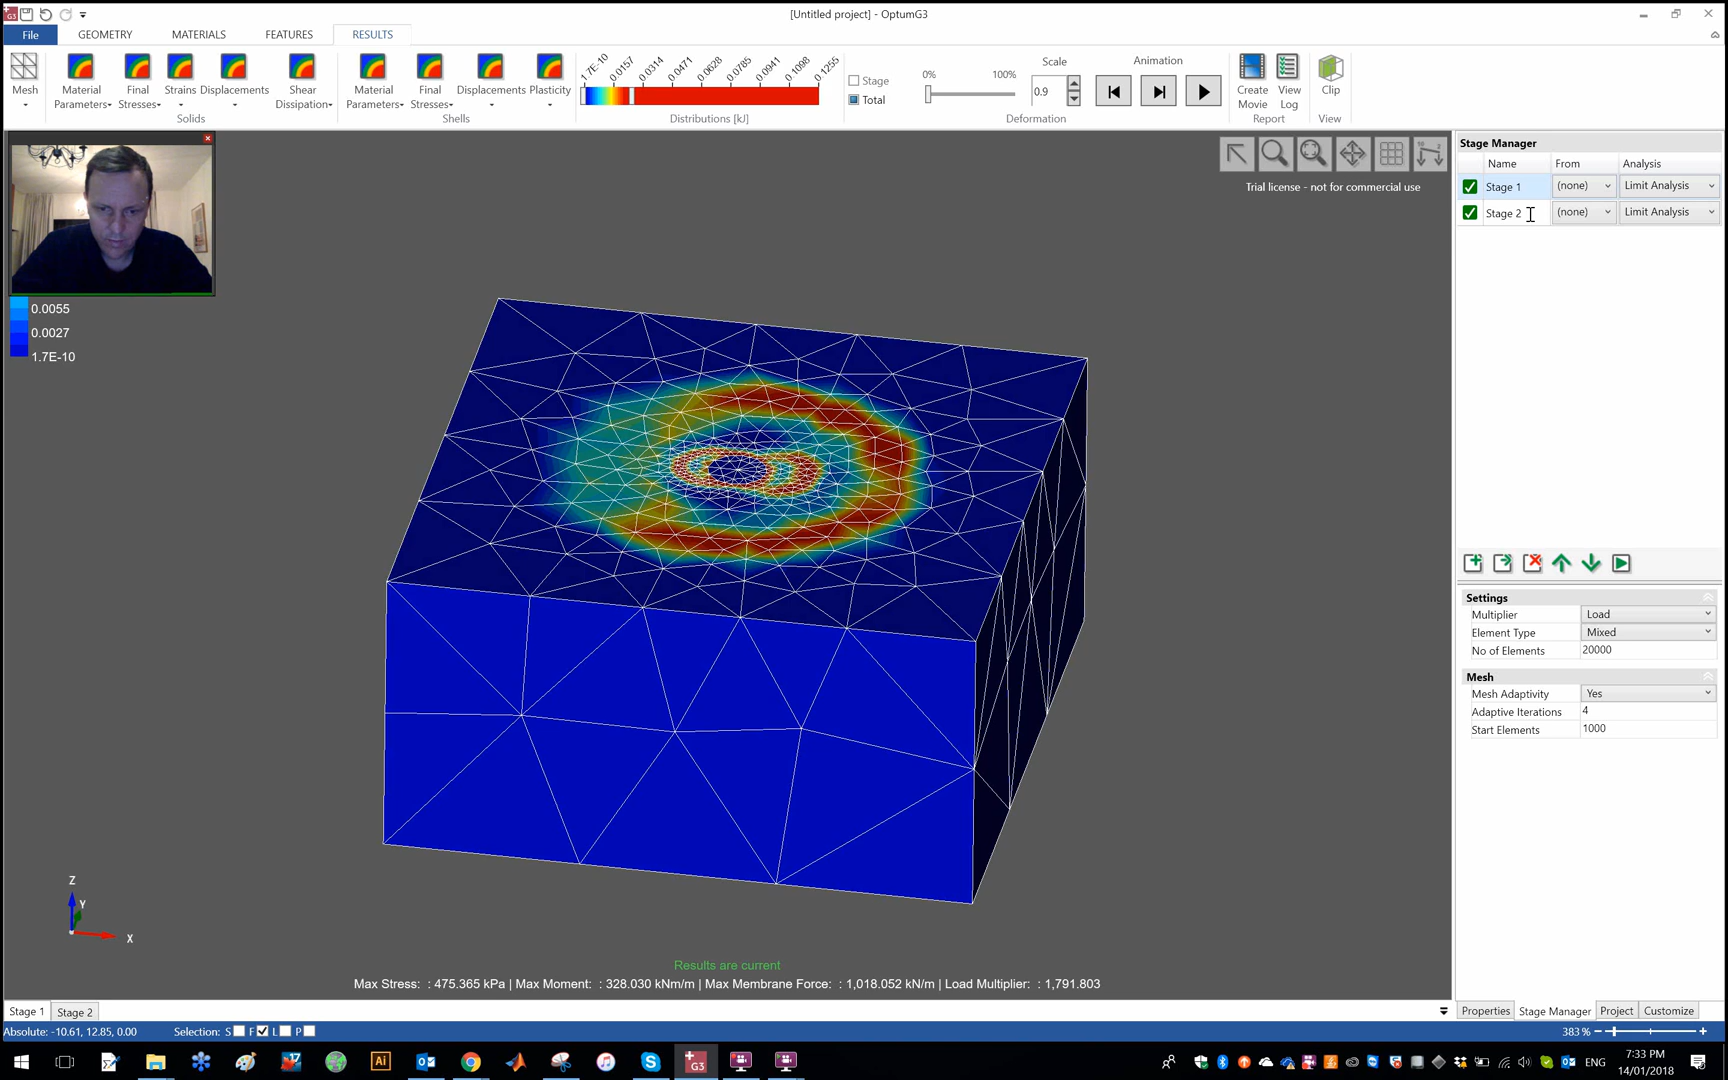 [Untitled project] - OptumG3
File
GEOMETRY
MATERIALS
FEATURES
RESULTS
Mesh
Material Parameters
Final Stresses
Strains
Displacements
Shear Dissipation
Solids
Material Parameters
Final Stresses
Displacements
Plasticity
Shells
1.7E-10
0.0157
0.0314
0.0471
0.0628
0.0785
0.0941
0.1098
0.1255
Distributions [kJ]
Stage
Total
0%
100%
Scale
0.9
Deformation
Animation
Create Movie
View Log
Report
Clip
View
Trial license - not for commercial use
0.0055
0.0027
1.7E-10
Stage Manager
Name From Analysis
Stage 1 (none) Limit Analysis
Stage 2 (none) Limit Analysis
Settings
Multiplier Load
Element Type Mixed
No of Elements 20000
Mesh
Mesh Adaptivity Yes
Adaptive Iterations 4
Start Elements 1000
Z
Y
X
Results are current
Max Stress: : 475.365 kPa | Max Moment: : 328.030 kNm/m | Max Membrane Force: : 1,018.052 kN/m | Load Multiplier: : 1,791.803
Stage 1 Stage 2
Properties Stage Manager Project Customize
Absolute: -10.61, 12.85, 0.00 Selection: S F L P
383 %
G3
Ai
ENG
7:33 PM
14/01/2018